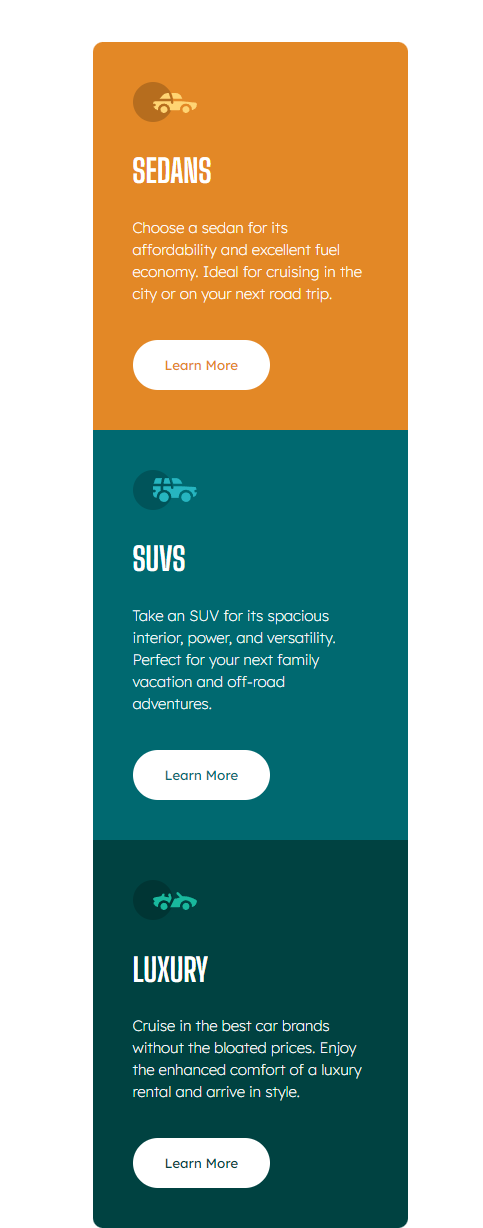 SEDANS
Choose a sedan for its
affordability and excellent fuel
economy. Ideal for cruising in the
city or on your next road trip.
Learn More
SUVS
Take an SUV for its spacious
interior, power, and versatility.
Perfect for your next family
vacation and off-road
adventures.
Learn More
LUXURY
Cruise in the best car brands
without the bloated prices. Enjoy
the enhanced comfort of a luxury
rental and arrive in style.
Learn More